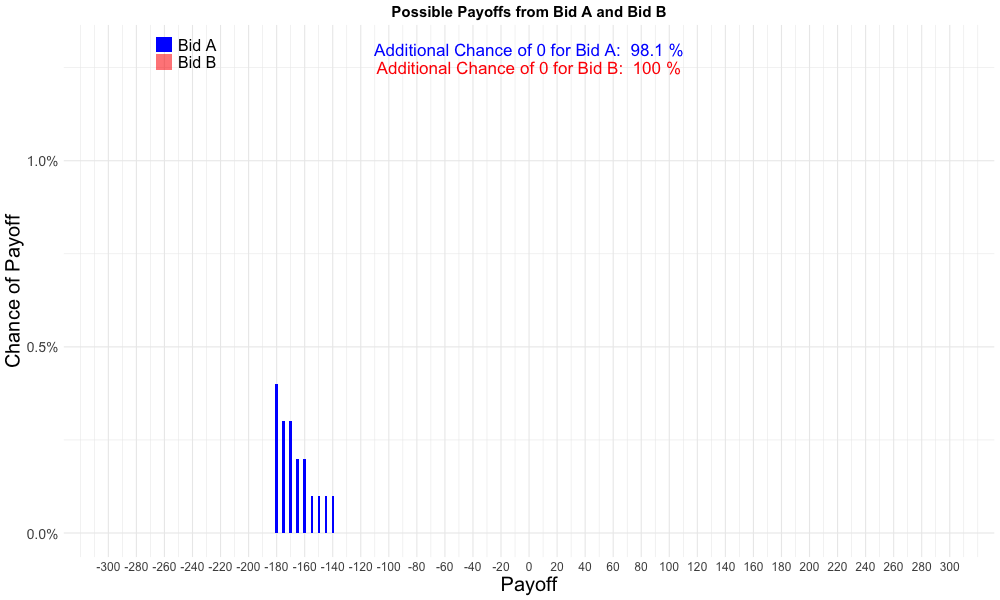 Possible Payoffs from Bid A and Bid B
Bid A
Bid B
Additional Chance of 0 for Bid A: 98.1 %
Additional Chance of 0 for Bid B: 100 %
Chance of Payoff
1.0%
0.5%
0.0%
-300 -280 -260 -240 -220 -200 -180 -160 -140 -120 -100 -80 -60 -40 -20 0 20 40 60 80 100 120 140 160 180 200 220 240 260 280 300
Payoff